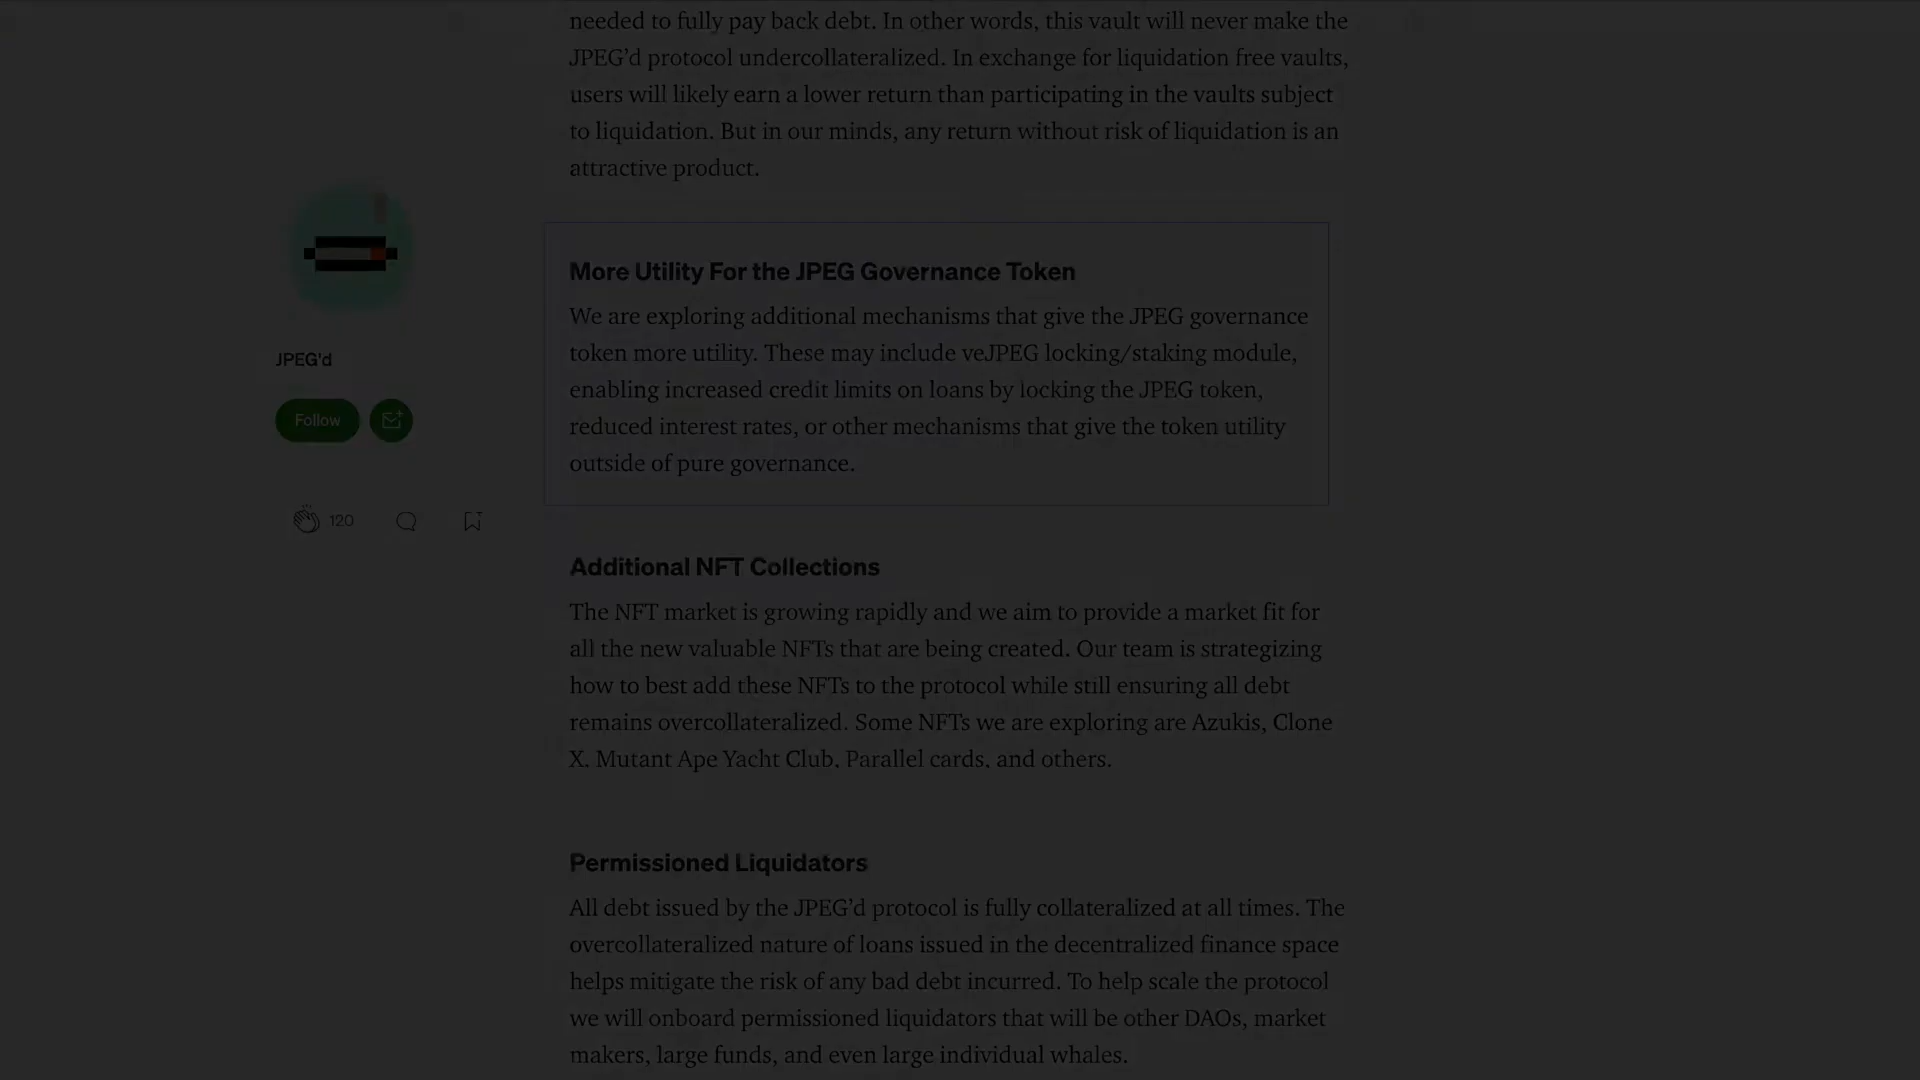 needed to fully pay back debt. In other words, this vault will never make the
JPEG’d protocol undercollateralized. In exchange for liquidation free vaults,
users will likely earn a lower return than participating in the vaults subject
to liquidation. But in our minds, any return without risk of liquidation is an
attractive product.
JPEG'd
Follow
120
More Utility For the JPEG Governance Token
We are exploring additional mechanisms that give the JPEG governance
token more utility. These may include veJPEG locking/staking module,
enabling increased credit limits on loans by locking the JPEG token,
reduced interest rates, or other mechanisms that give the token utility
outside of pure governance.
Additional NFT Collections
The NFT market is growing rapidly and we aim to provide a market fit for
all the new valuable NFTs that are being created. Our team is strategizing
how to best add these NFTs to the protocol while still ensuring all debt
remains overcollateralized. Some NFTs we are exploring are Azukis, Clone
X, Mutant Ape Yacht Club, Parallel cards, and others.
Permissioned Liquidators
All debt issued by the JPEG’d protocol is fully collateralized at all times. The
overcollateralized nature of loans issued in the decentralized finance space
helps mitigate the risk of any bad debt incurred. To help scale the protocol
we will onboard permissioned liquidators that will be other DAOs, market
makers, large funds, and even large individual whales.